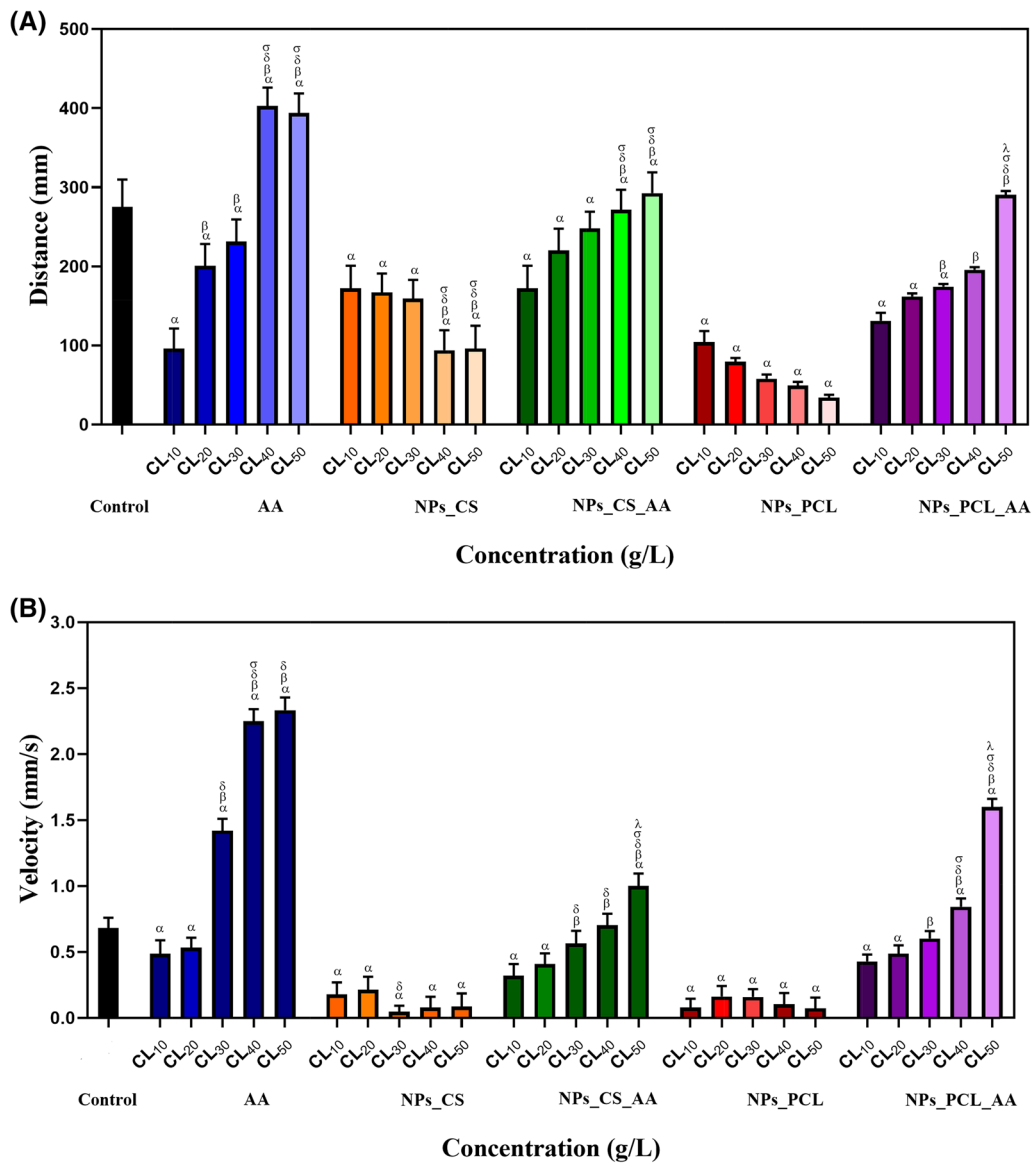 (A)
500
400
300
200
100
0
Distance (mm)
α
β
α
β
α
σ
δ
β
α
σ
δ
β
α
α
α
α
σ
δ
β
α
σ
δ
β
α
α
α
α
σ
δ
β
α
σ
δ
β
α
α
α
α
α
α
α
α
β
α
β
λ
σ
δ
β
CL10 CL20 CL30 CL40 CL50 CL10 CL20 CL30 CL40 CL50 CL10 CL20 CL30 CL40 CL50 CL10 CL20 CL30 CL40 CL50 CL10 CL20 CL30 CL40 CL50
Control AA NPs_CS NPs_CS_AA NPs_PCL NPs_PCL_AA
Concentration (g/L)
(B)
3.0
2.5
2.0
1.5
1.0
0.5
0.0
Velocity (mm/s)
α
α
δ
β
α
σ
δ
β
α
δ
β
α
α
α
δ
α
α
α
α
α
δ
β
δ
β
λ
σ
δ
β
α
α
α
α
α
α
α
α
β
σ
δ
β
α
λ
σ
δ
β
α
CL10 CL20 CL30 CL40 CL50 CL10 CL20 CL30 CL40 CL50 CL10 CL20 CL30 CL40 CL50 CL10 CL20 CL30 CL40 CL50 CL10 CL20 CL30 CL40 CL50
Control AA NPs_CS NPs_CS_AA NPs_PCL NPs_PCL_AA
Concentration (g/L)